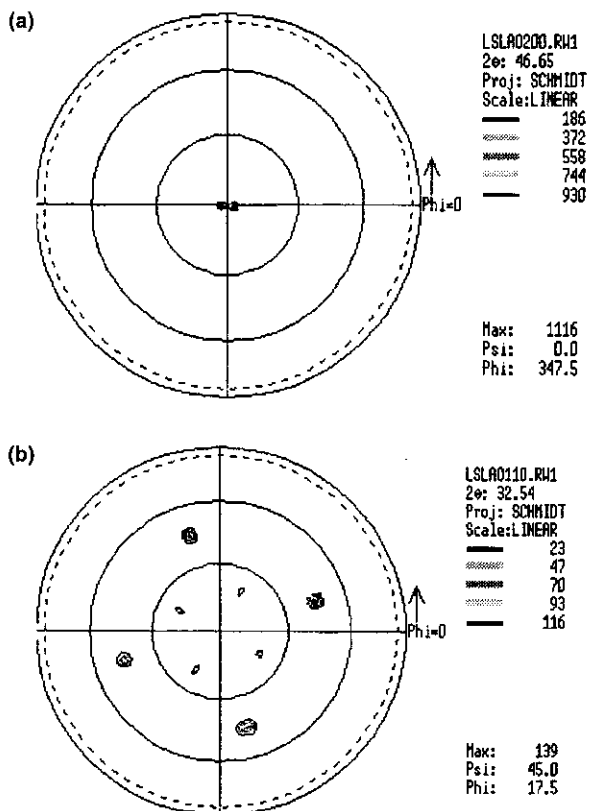 (a)
LSLAO200.RW1
2θ: 46.65
Proj: SCHMIDT
Scale:LINEAR
186
372
558
744
930
Phi=0
Max: 1116
Psi: 0.0
Phi: 347.5
(b)
LSLAO110.RW1
2θ: 32.54
Proj: SCHMIDT
Scale:LINEAR
23
47
70
93
116
Phi=0
Max: 139
Psi: 45.0
Phi: 17.5